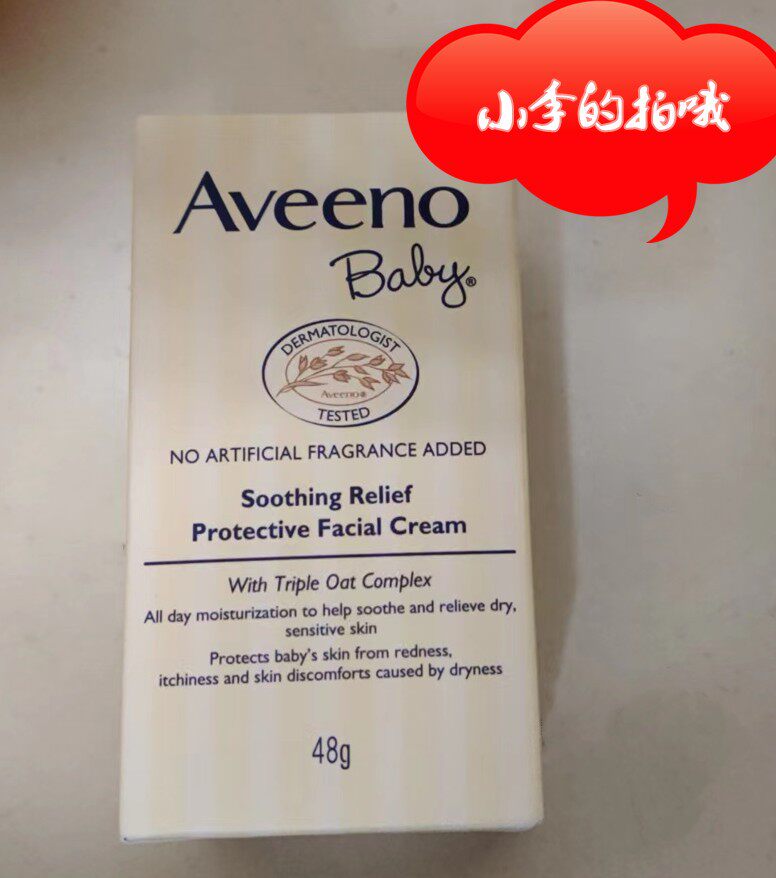 小李的拍哦
Aveeno
Baby®
DERMATOLOGIST
Aveeno®
TESTED
NO ARTIFICIAL FRAGRANCE ADDED
Soothing Relief
Protective Facial Cream
With Triple Oat Complex
All day moisturization to help soothe and relieve dry,
sensitive skin
Protects baby's skin from redness,
itchiness and skin discomforts caused by dryness
48g